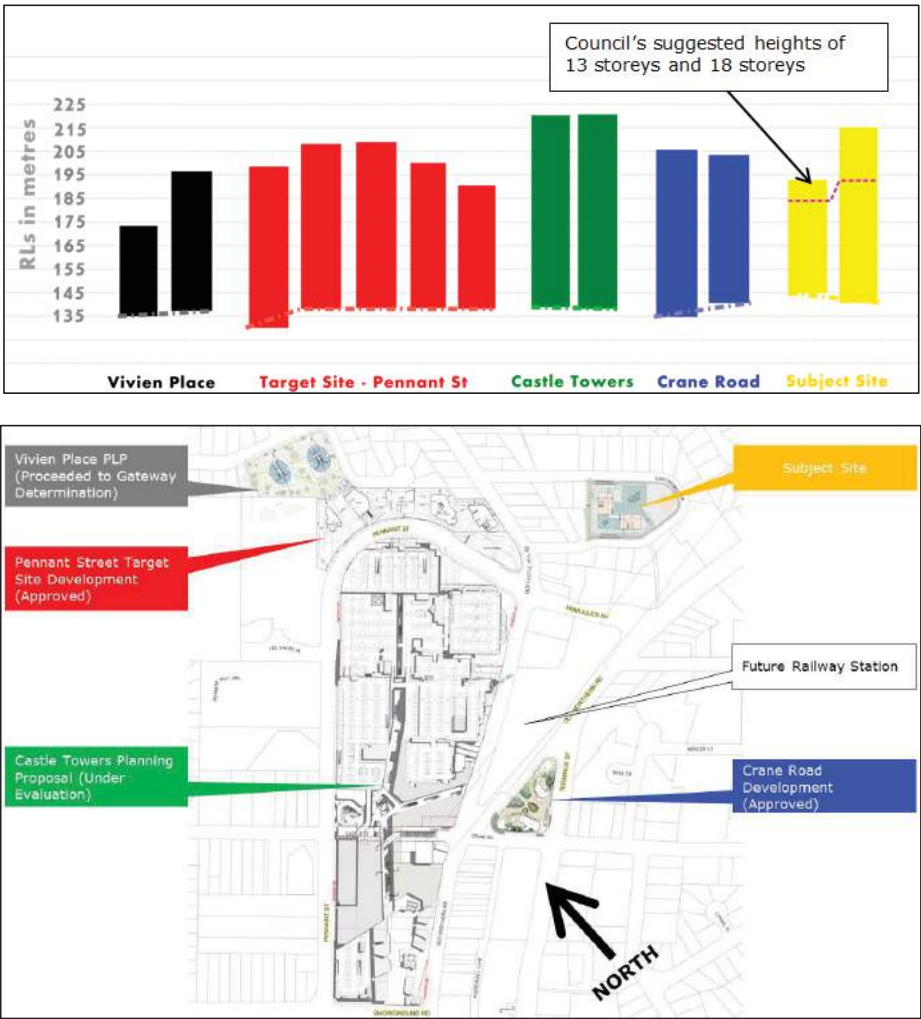 Council's suggested heights of
13 storeys and 18 storeys
RLs in metres
225
215
205
195
185
175
165
155
145
135
Vivien Place
Target Site - Pennant St
Castle Towers
Crane Road
Subject Site
Vivien Place PLP
(Proceeded to Gateway
Determination)
Subject Site
PENNANT ST
Pennant Street Target
Site Development
(Approved)
Future Railway Station
Castle Towers Planning
Proposal (Under
Evaluation)
Crane Road
Development
(Approved)
CRANE RD
PENNANT ST
NORTH
SHOWGROUND RD